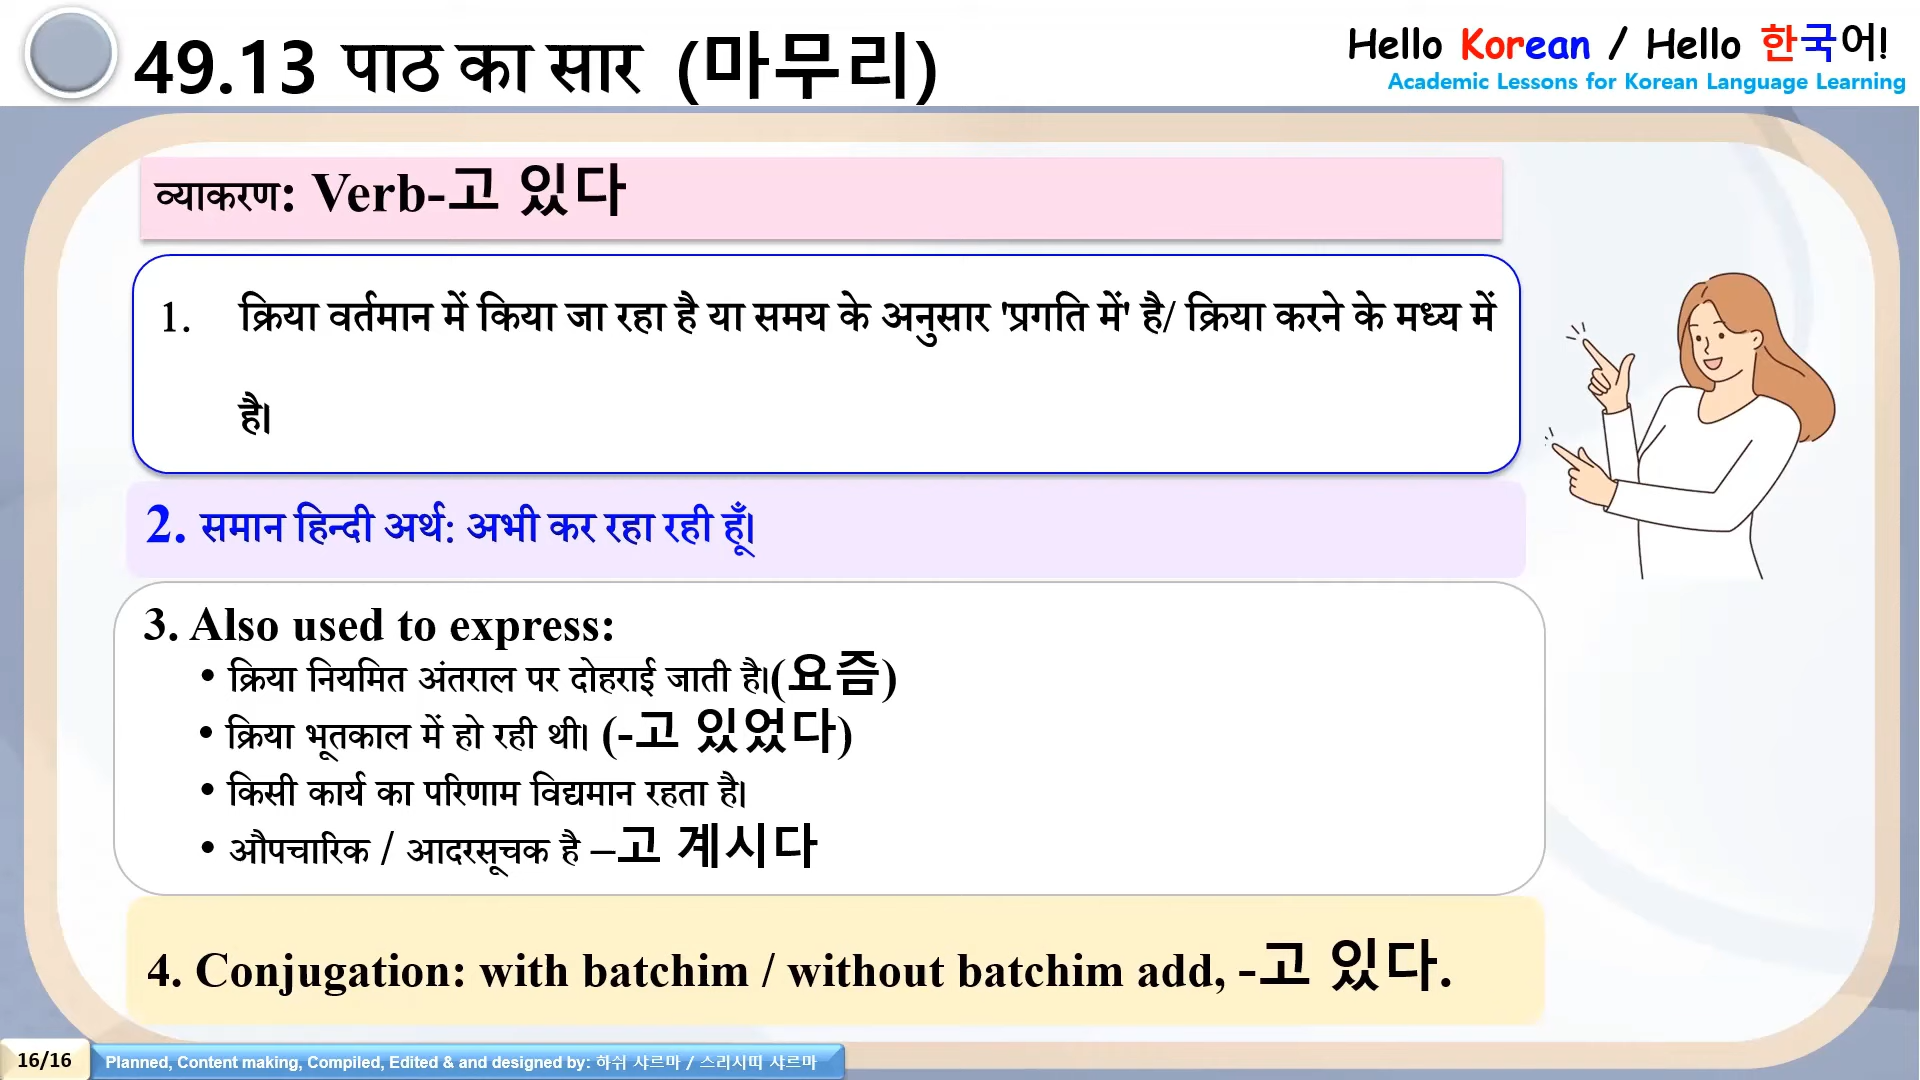 49.13 पाठ का सार (마무리)
Hello Korean / Hello 한국어!
Academic Lessons for Korean Language Learning
व्याकरण: Verb-고 있다
1. क्रिया वर्तमान में किया जा रहा है या समय के अनुसार 'प्रगति में' है/ क्रिया करने के मध्य में
है।
2. समान हिन्दी अर्थ: अभी कर रहा रही हूँ।
3. Also used to express:
• क्रिया नियमित अंतराल पर दोहराई जाती है।(요즘)
• क्रिया भूतकाल में हो रही थी। (-고 있었다)
• किसी कार्य का परिणाम विद्यमान रहता है।
• औपचारिक / आदरसूचक है –고 계시다
4. Conjugation: with batchim / without batchim add, -고 있다.
16/16
Planned, Content making, Compiled, Edited & and designed by: 하쉬 샤르마 / 스리시띠 샤르마